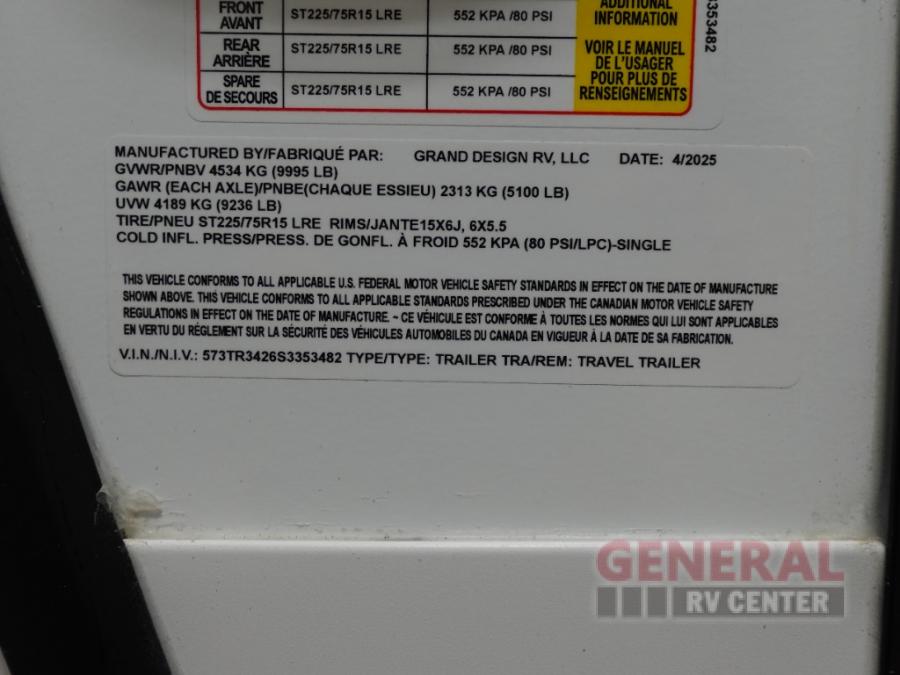 FRONT
AVANT
ST225/75R15 LRE
552 KPA /80 PSI
ADDITIONAL
INFORMATION
REAR
ARRIÈRE
ST225/75R15 LRE
552 KPA /80 PSI
VOIR LE MANUEL
DE L'USAGER
POUR PLUS DE
RENSEIGNEMENTS
SPARE
DE SECOURS
ST225/75R15 LRE
552 KPA /80 PSI
353482
MANUFACTURED BY/FABRIQUÉ PAR: GRAND DESIGN RV, LLC DATE: 4/2025
GVWR/PNBV 4534 KG (9995 LB)
GAWR (EACH AXLE)/PNBE(CHAQUE ESSIEU) 2313 KG (5100 LB)
UVW 4189 KG (9236 LB)
TIRE/PNEU ST225/75R15 LRE RIMS/JANTE15X6J, 6X5.5
COLD INFL. PRESS/PRESS. DE GONFL. À FROID 552 KPA (80 PSI/LPC)-SINGLE
THIS VEHICLE CONFORMS TO ALL APPLICABLE U.S. FEDERAL MOTOR VEHICLE SAFETY STANDARDS IN EFFECT ON THE DATE OF MANUFACTURE
SHOWN ABOVE. THIS VEHICLE CONFORMS TO ALL APPLICABLE STANDARDS PRESCRIBED UNDER THE CANADIAN MOTOR VEHICLE SAFETY
REGULATIONS IN EFFECT ON THE DATE OF MANUFACTURE. ~ CE VÉHICULE EST CONFORME À TOUTES LES NORMES QUI LUI SONT APPLICABLES
EN VERTU DU RÉGLEMENT SUR LA SÉCURITÉ DES VÉHICULES AUTOMOBILES DU CANADA EN VIGUEUR À LA DATE DE SA FABRICATION.
V.I.N./N.I.V.: 573TR3426S3353482 TYPE/TYPE: TRAILER TRA/REM: TRAVEL TRAILER
GENERAL
RV CENTER